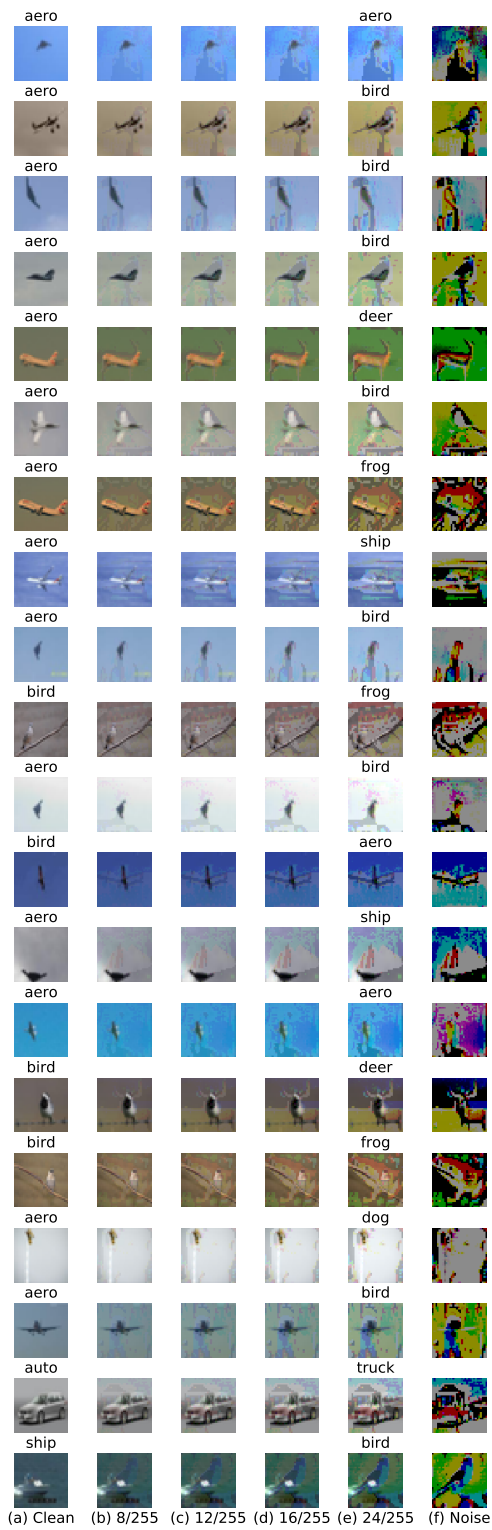 aero aero
aero bird
aero bird
aero bird
aero deer
aero bird
aero frog
aero ship
aero bird
bird frog
aero bird
bird aero
aero ship
aero aero
bird deer
bird frog
aero dog
aero bird
auto truck
ship bird
(a) Clean (b) 8/255 (c) 12/255 (d) 16/255 (e) 24/255 (f) Noise